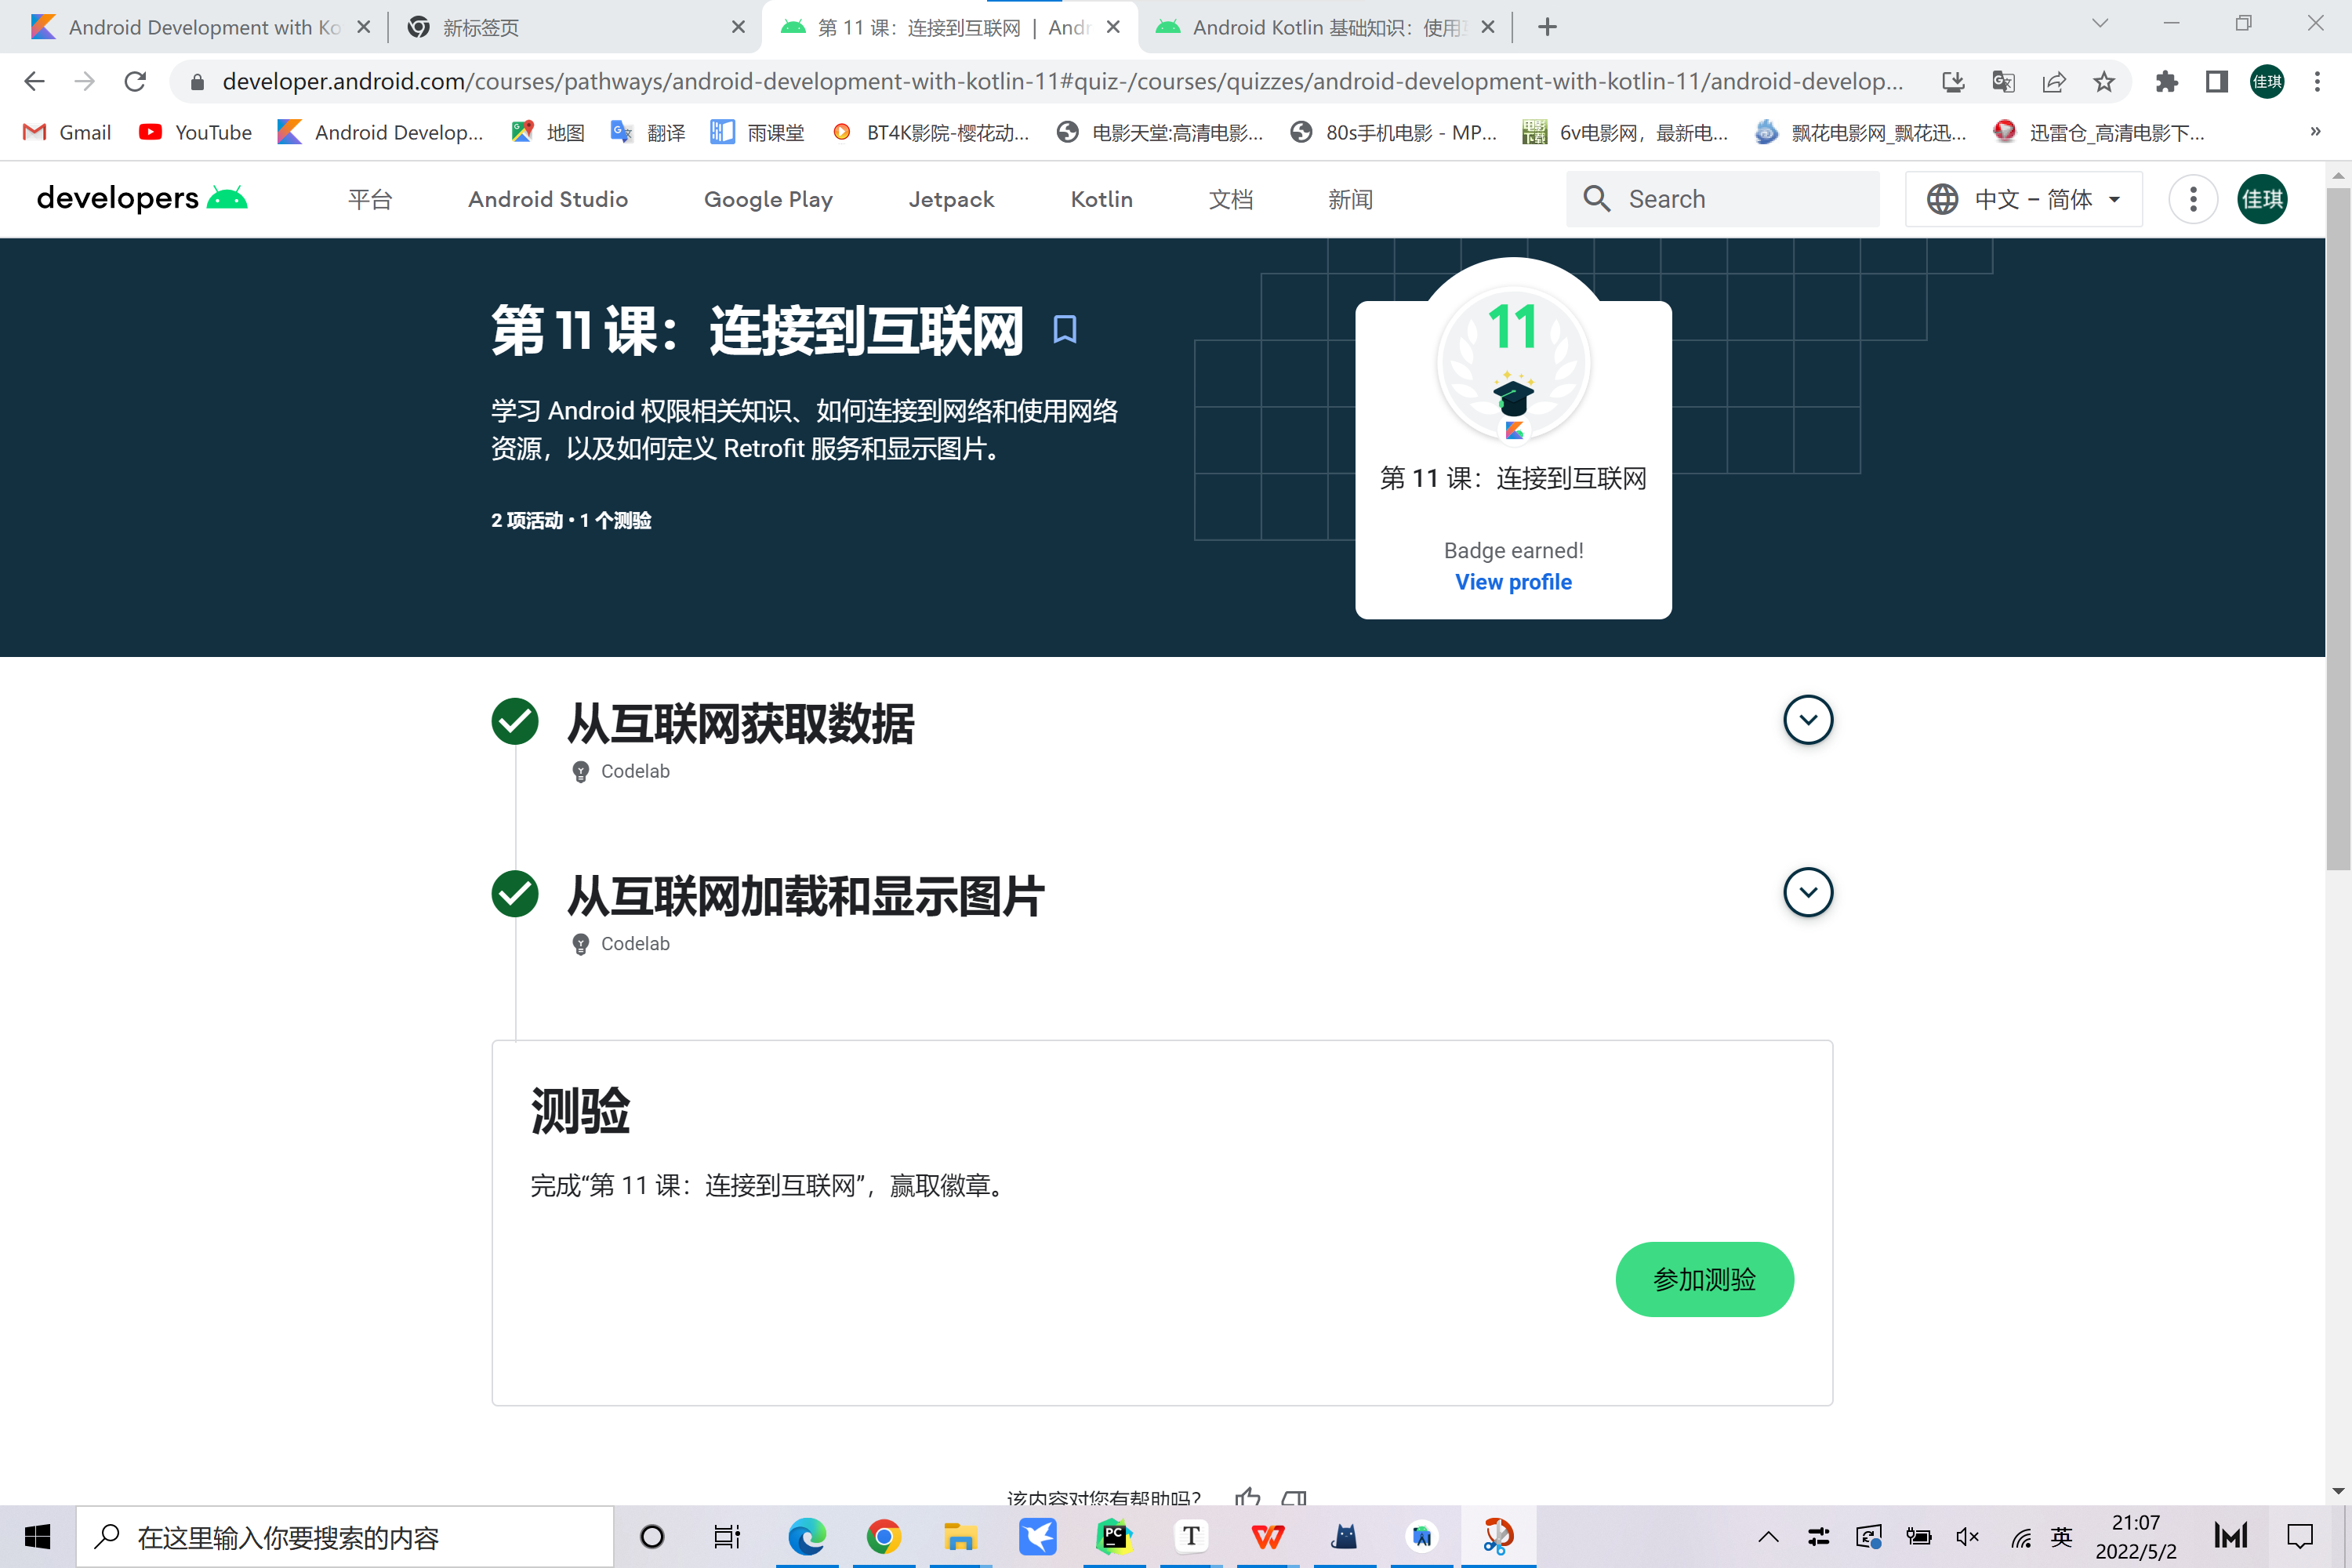 Android Development with Ko
新标签页
第 11 课：连接到互联网 | Andr
Android Kotlin 基础知识：使用
developer.android.com/courses/pathways/android-development-with-kotlin-11#quiz-/courses/quizzes/android-development-with-kotlin-11/android-develop...
佳琪
Gmail
YouTube
Android Develop...
地图
翻译
雨课堂
BT4K影院-樱花动...
电影天堂:高清电影...
80s手机电影 - MP...
6v电影网，最新电...
飘花电影网_飘花迅...
迅雷仓_高清电影下...
»
developers
平台
Android Studio
Google Play
Jetpack
Kotlin
文档
新闻
Search
中文 – 简体
佳琪
第 11 课：连接到互联网
学习 Android 权限相关知识、如何连接到网络和使用网络
资源，以及如何定义 Retrofit 服务和显示图片。
2 项活动 • 1 个测验
11
第 11 课：连接到互联网
Badge earned!
View profile
从互联网获取数据
Codelab
从互联网加载和显示图片
Codelab
测验
完成“第 11 课：连接到互联网”，赢取徽章。
参加测验
该内容对您有帮助吗？
在这里输入你要搜索的内容
PC
T
英
21:07
2022/5/2